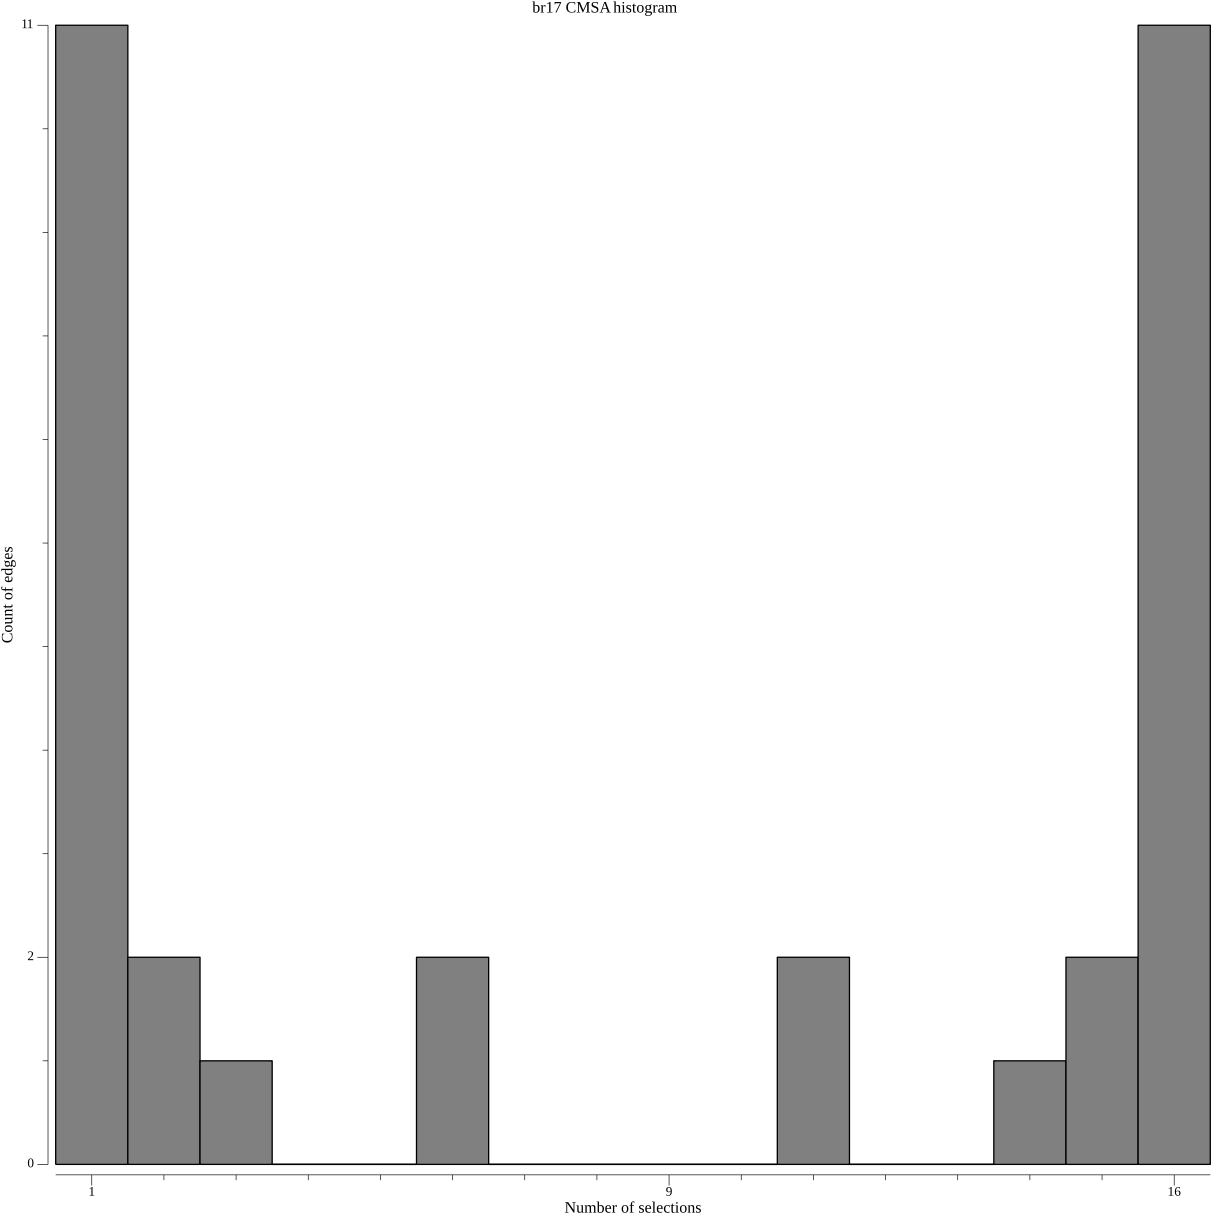 br17 CMSA histogram
11
Count of edges
2
0
1
9
16
Number of selections